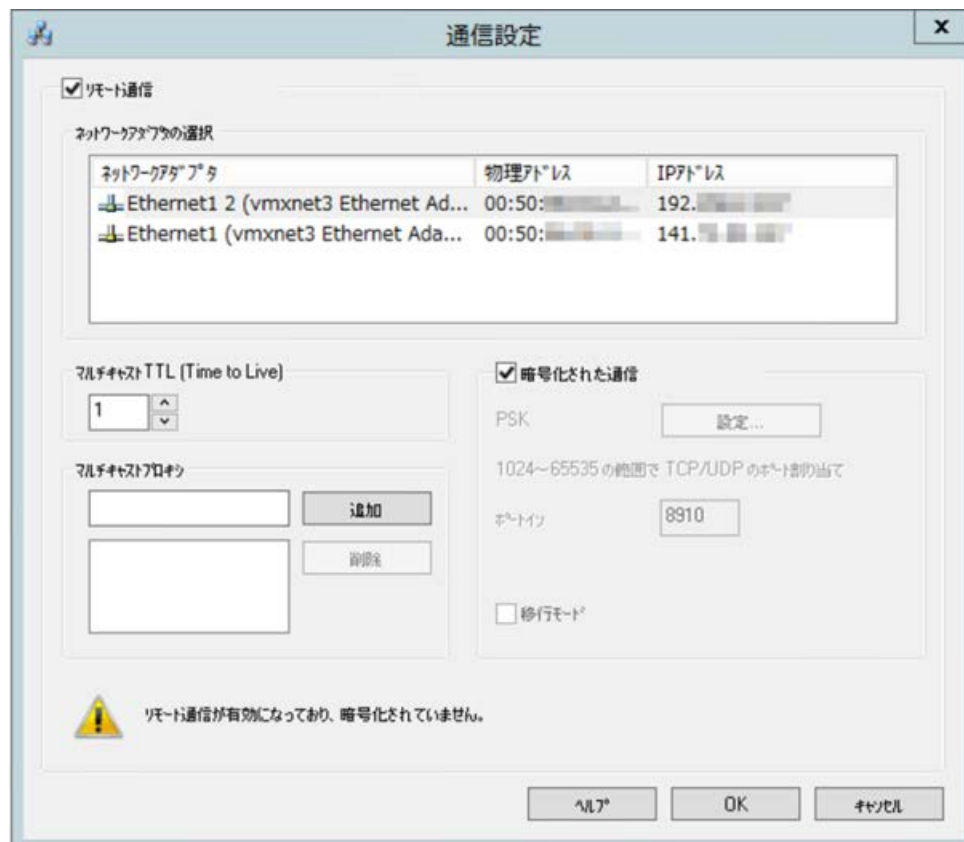 通信設定
x
リモート通信
ネットワークアダプタの選択
ネットワークアダプタ 物理アドレス IPアドレス
Ethernet1 2 (vmxnet3 Ethernet Ad... 00:50: 192.
Ethernet1 (vmxnet3 Ethernet Ada... 00:50: 141.
マルチキャストTTL (Time to Live)
1
マルチキャストプロキシ
追加
削除
暗号化された通信
PSK 設定...
1024～65535の範囲で TCP/UDP のポート割り当て
ポートイン 8910
移行モード
リモート通信が有効になっており、暗号化されていません。
ヘルプ OK キャンセル